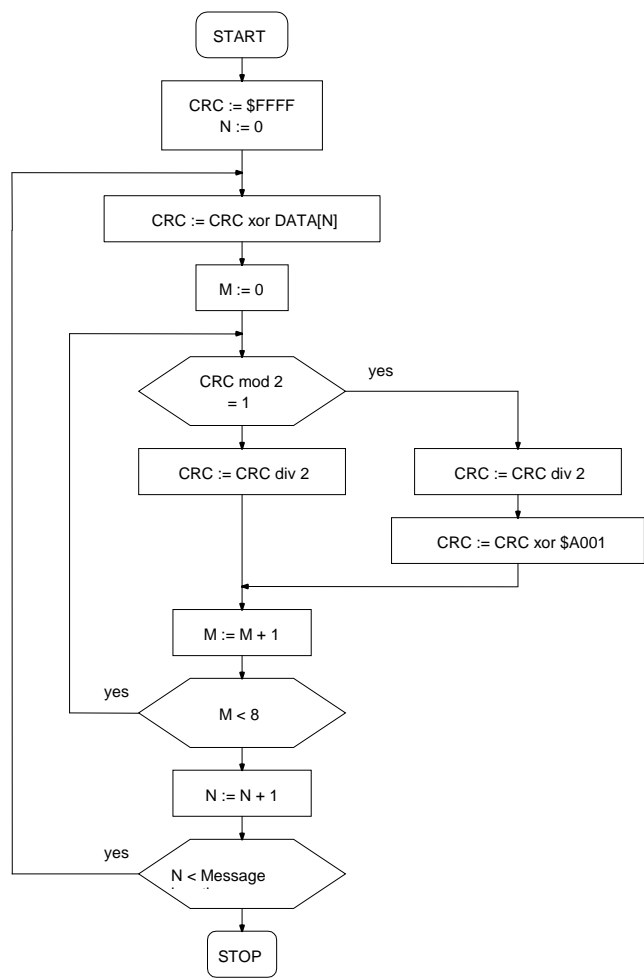 START
CRC := $FFFF
N := 0
CRC := CRC xor DATA[N]
M := 0
CRC mod 2
= 1
yes
CRC := CRC div 2
CRC := CRC div 2
CRC := CRC xor $A001
M := M + 1
yes
M < 8
N := N + 1
yes
N < Message
STOP